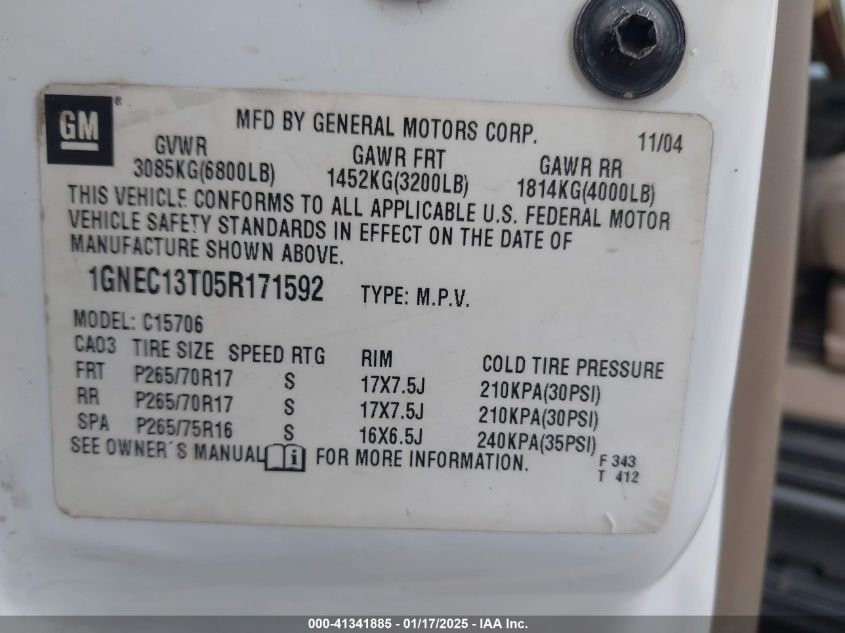 GM ® MFD BY GENERAL MOTORS CORP. 11/04
GVWR GAWR FRT GAWR RR
3085KG(6800LB) 1452KG(3200LB) 1814KG(4000LB)
THIS VEHICLE CONFORMS TO ALL APPLICABLE U.S. FEDERAL MOTOR
VEHICLE SAFETY STANDARDS IN EFFECT ON THE DATE OF
MANUFACTURE SHOWN ABOVE.
1GNEC13T05R171592 TYPE: M.P.V.
MODEL: C15706
CA03 TIRE SIZE SPEED RTG RIM COLD TIRE PRESSURE
FRT P265/70R17 S 17X7.5J 210KPA(30PSI)
RR P265/70R17 S 17X7.5J 210KPA(30PSI)
SPA P265/75R16 S 16X6.5J 240KPA(35PSI)
SEE OWNER´S MANUAL i FOR MORE INFORMATION. F 343
T 412
000-41341885 - 01/17/2025 - IAA Inc.